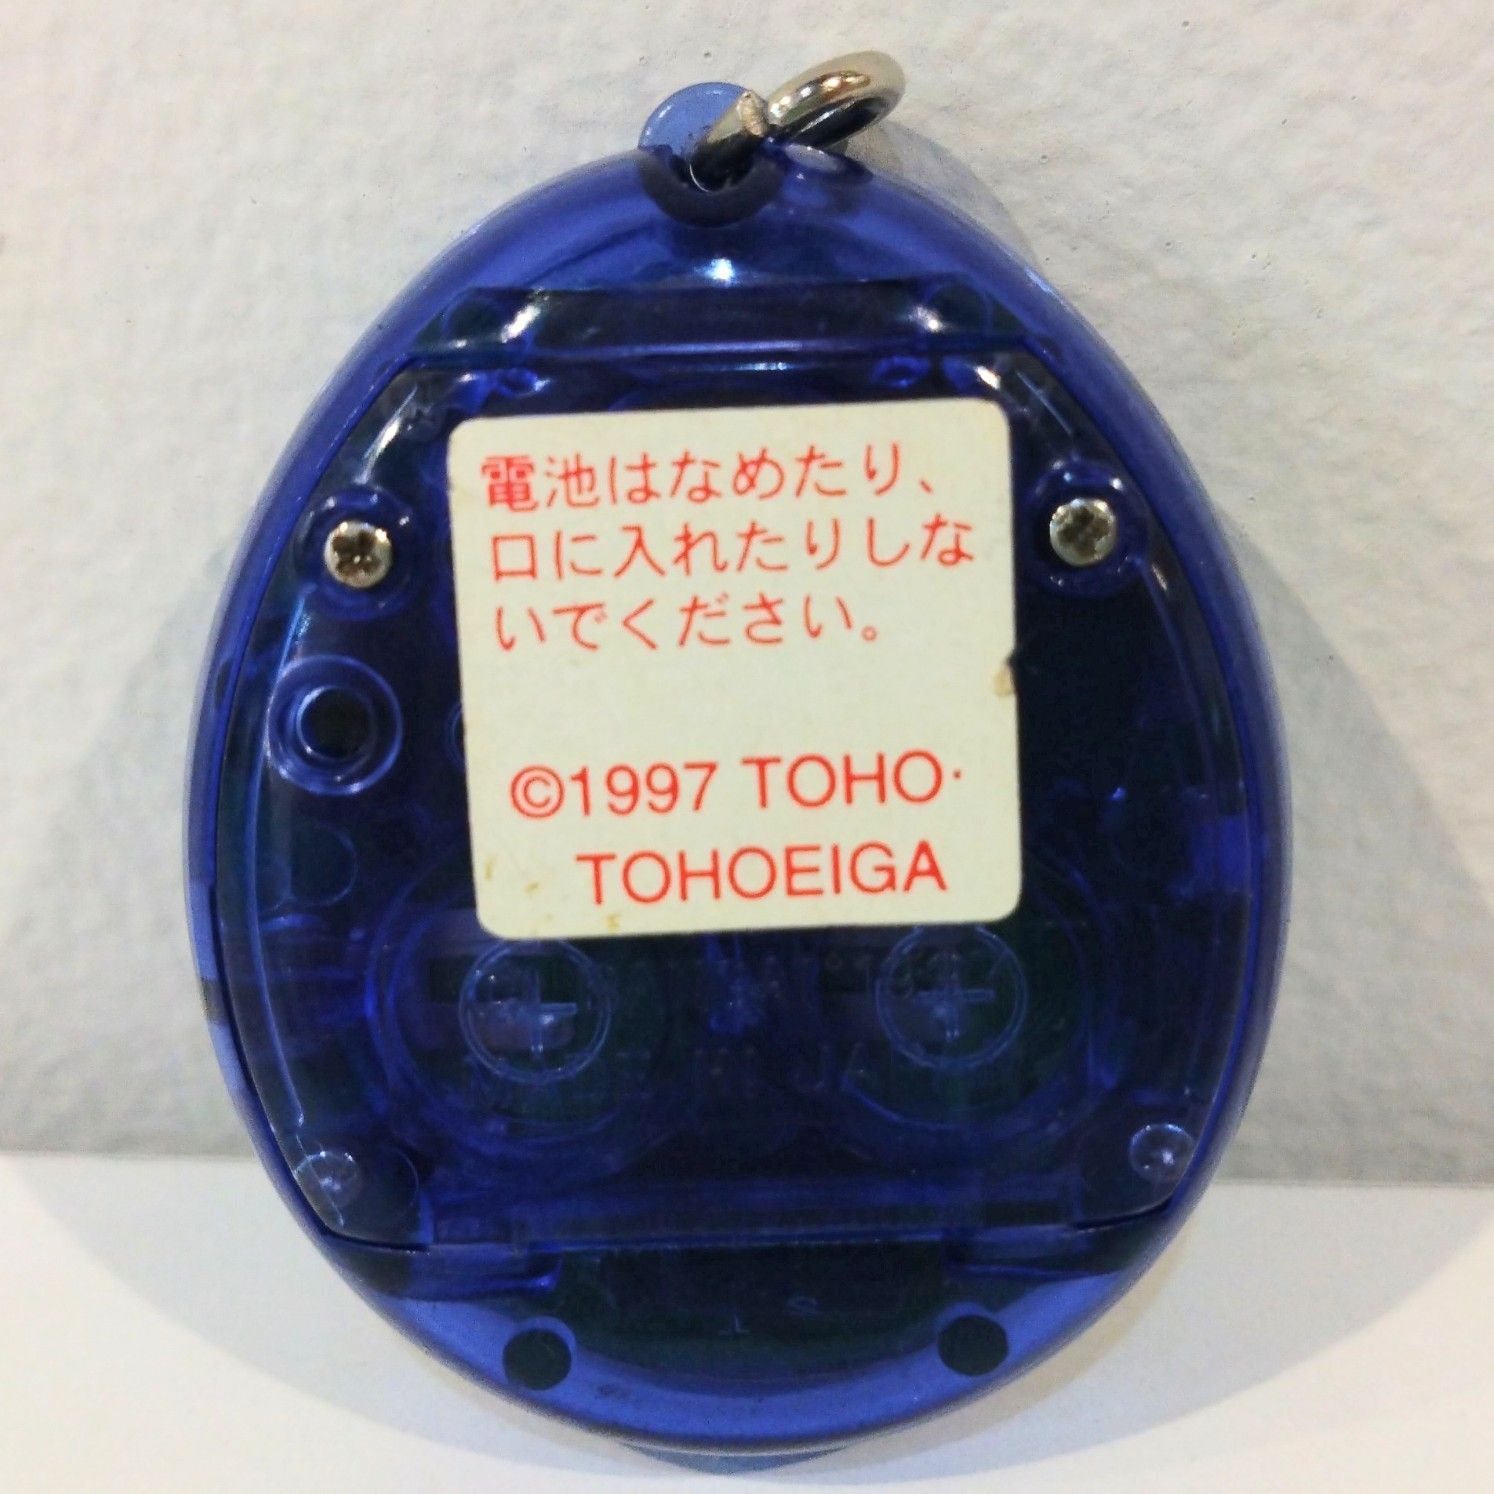 電池はなめたり、
口に入れたりしな
いでください。
©1997 TOHO・
TOHOEIGA